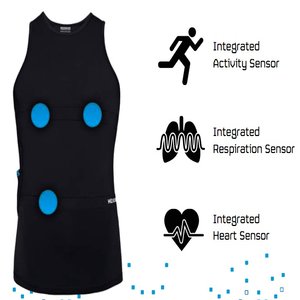 Integrated
Activity Sensor
Integrated
Respiration Sensor
Integrated
Heart Sensor